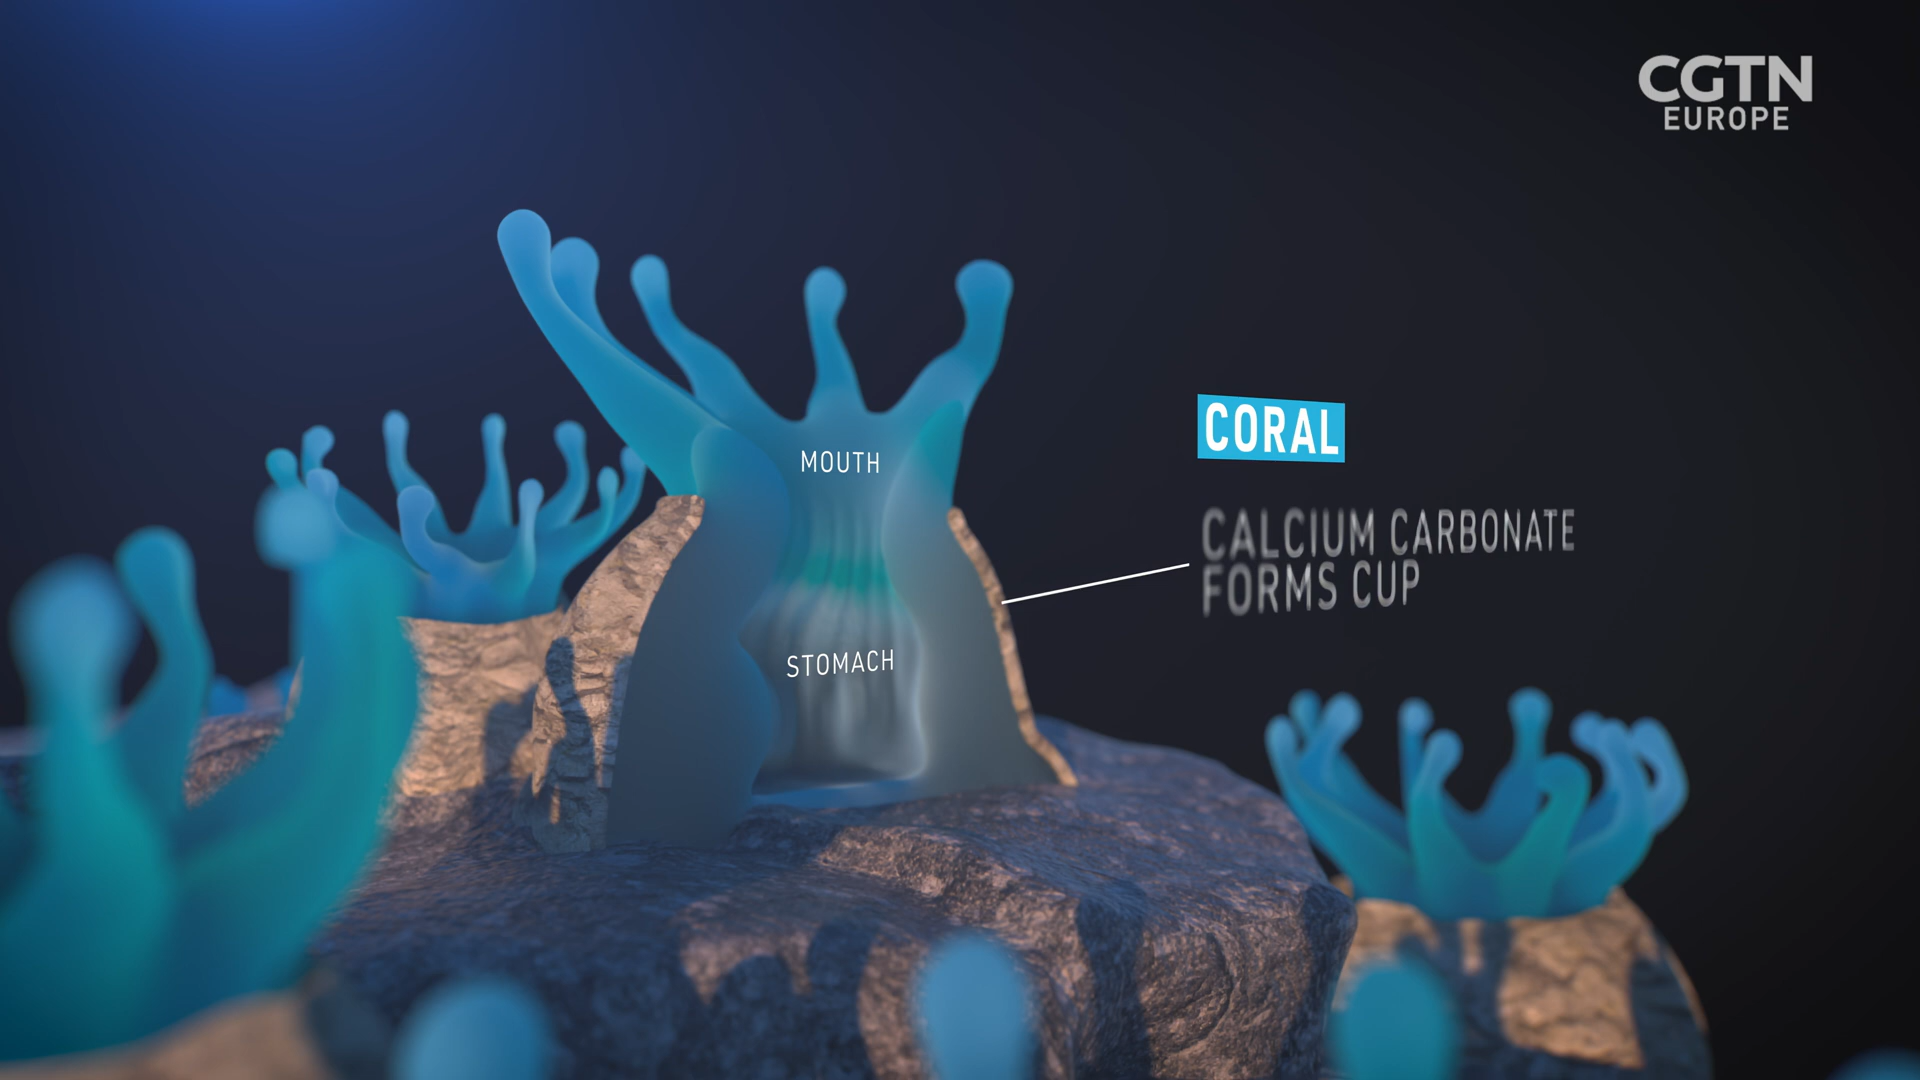 CGTN
EUROPE
CORAL
MOUTH
CALCIUM CARBONATE
FORMS CUP
STOMACH